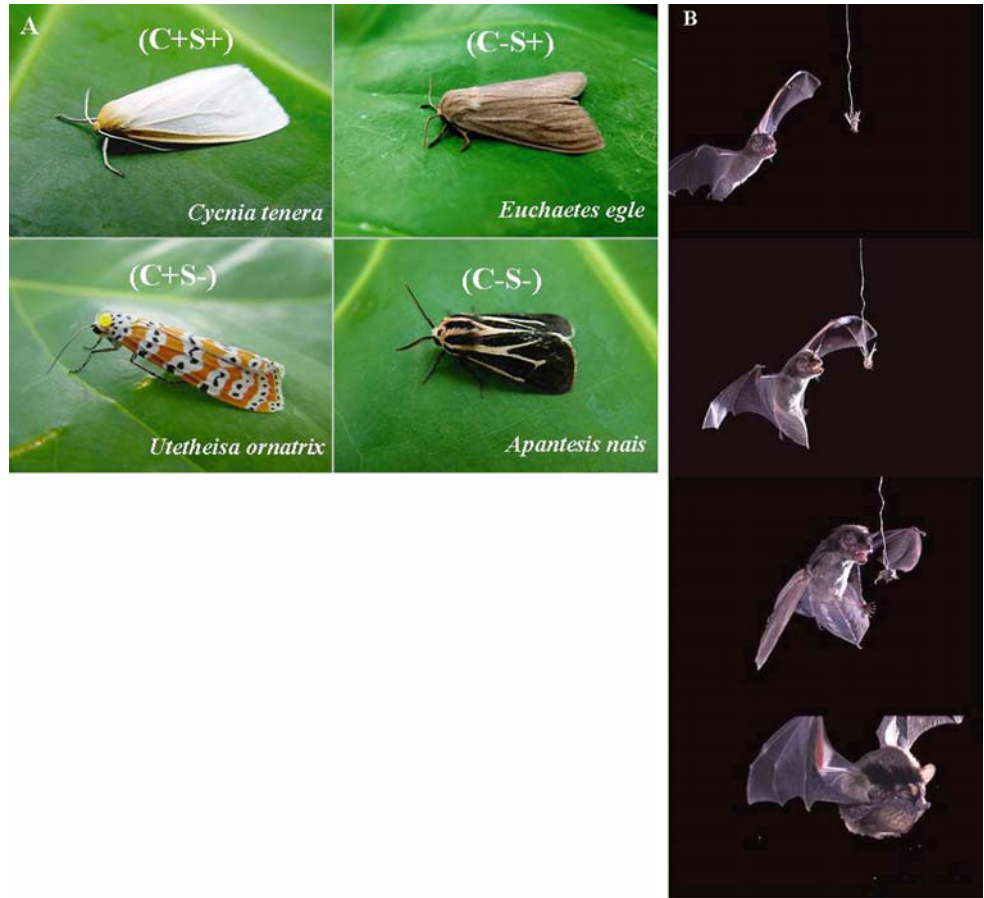 A
(C+S+)
Cycnia tenera
(C-S+)
Euchaetes egle
(C+S-)
Utetheisa ornatrix
(C-S-)
Apantesis nais
B